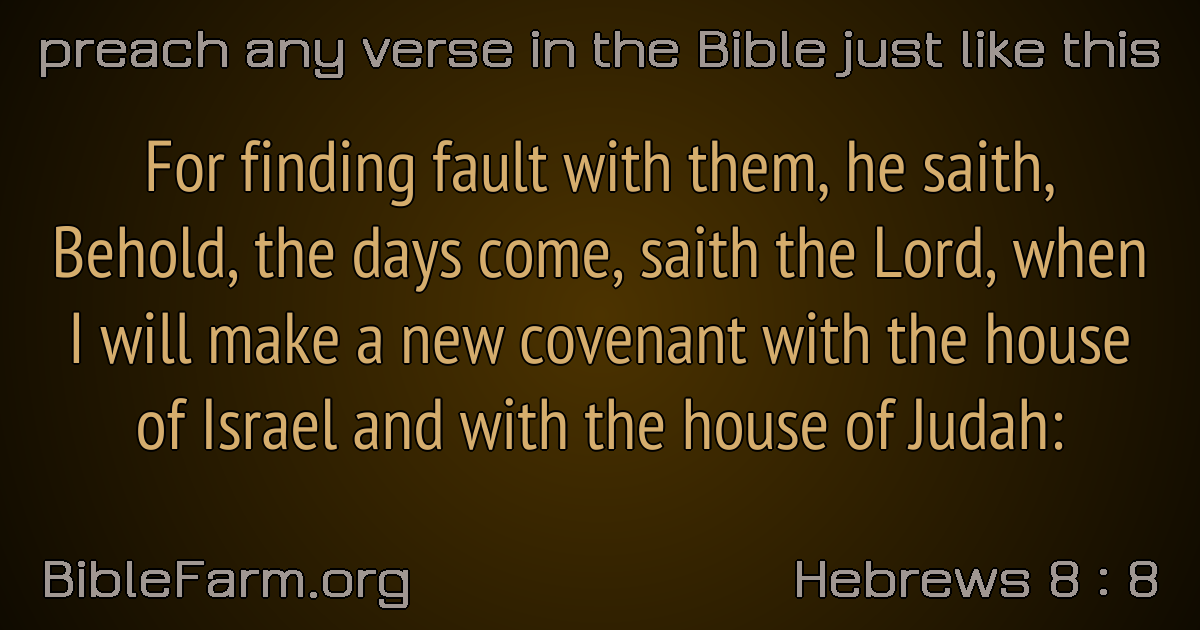 preach any verse in the Bible just like this
For finding fault with them, he saith,
Behold, the days come, saith the Lord, when
I will make a new covenant with the house
of Israel and with the house of Judah:
BibleFarm.org
Hebrews 8 : 8